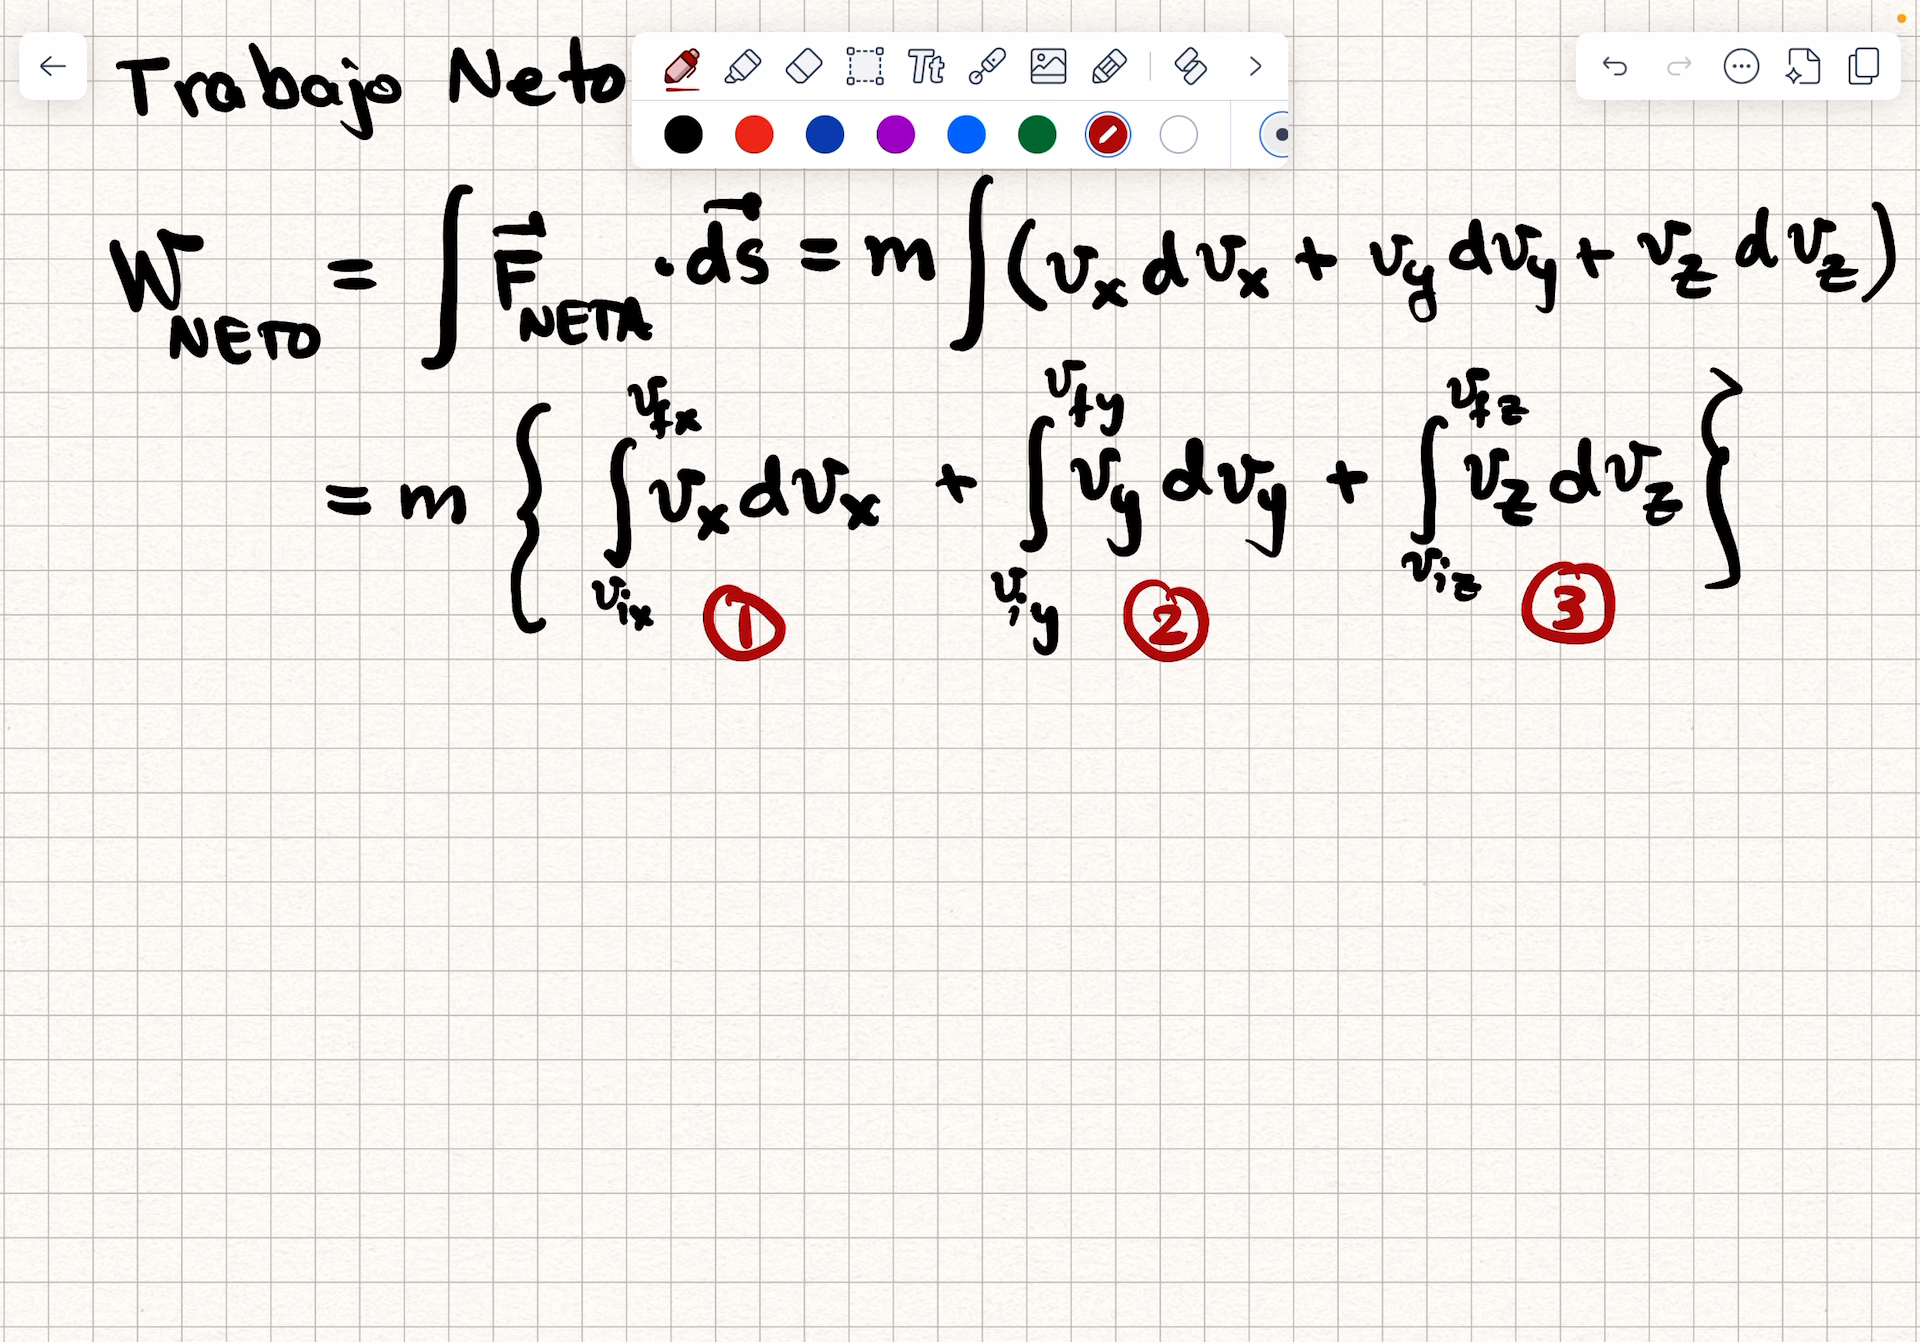 Trabajo Neto
W_NETO = ∫ F⃗_NETA · d⃗s = m ∫ (v_x dv_x + v_y dv_y + v_z dv_z)
= m { ∫_{v_ix}^{v_fx} v_x dv_x + ∫_{v_iy}^{v_fy} v_y dv_y + ∫_{v_iz}^{v_fz} v_z dv_z }
① ② ③